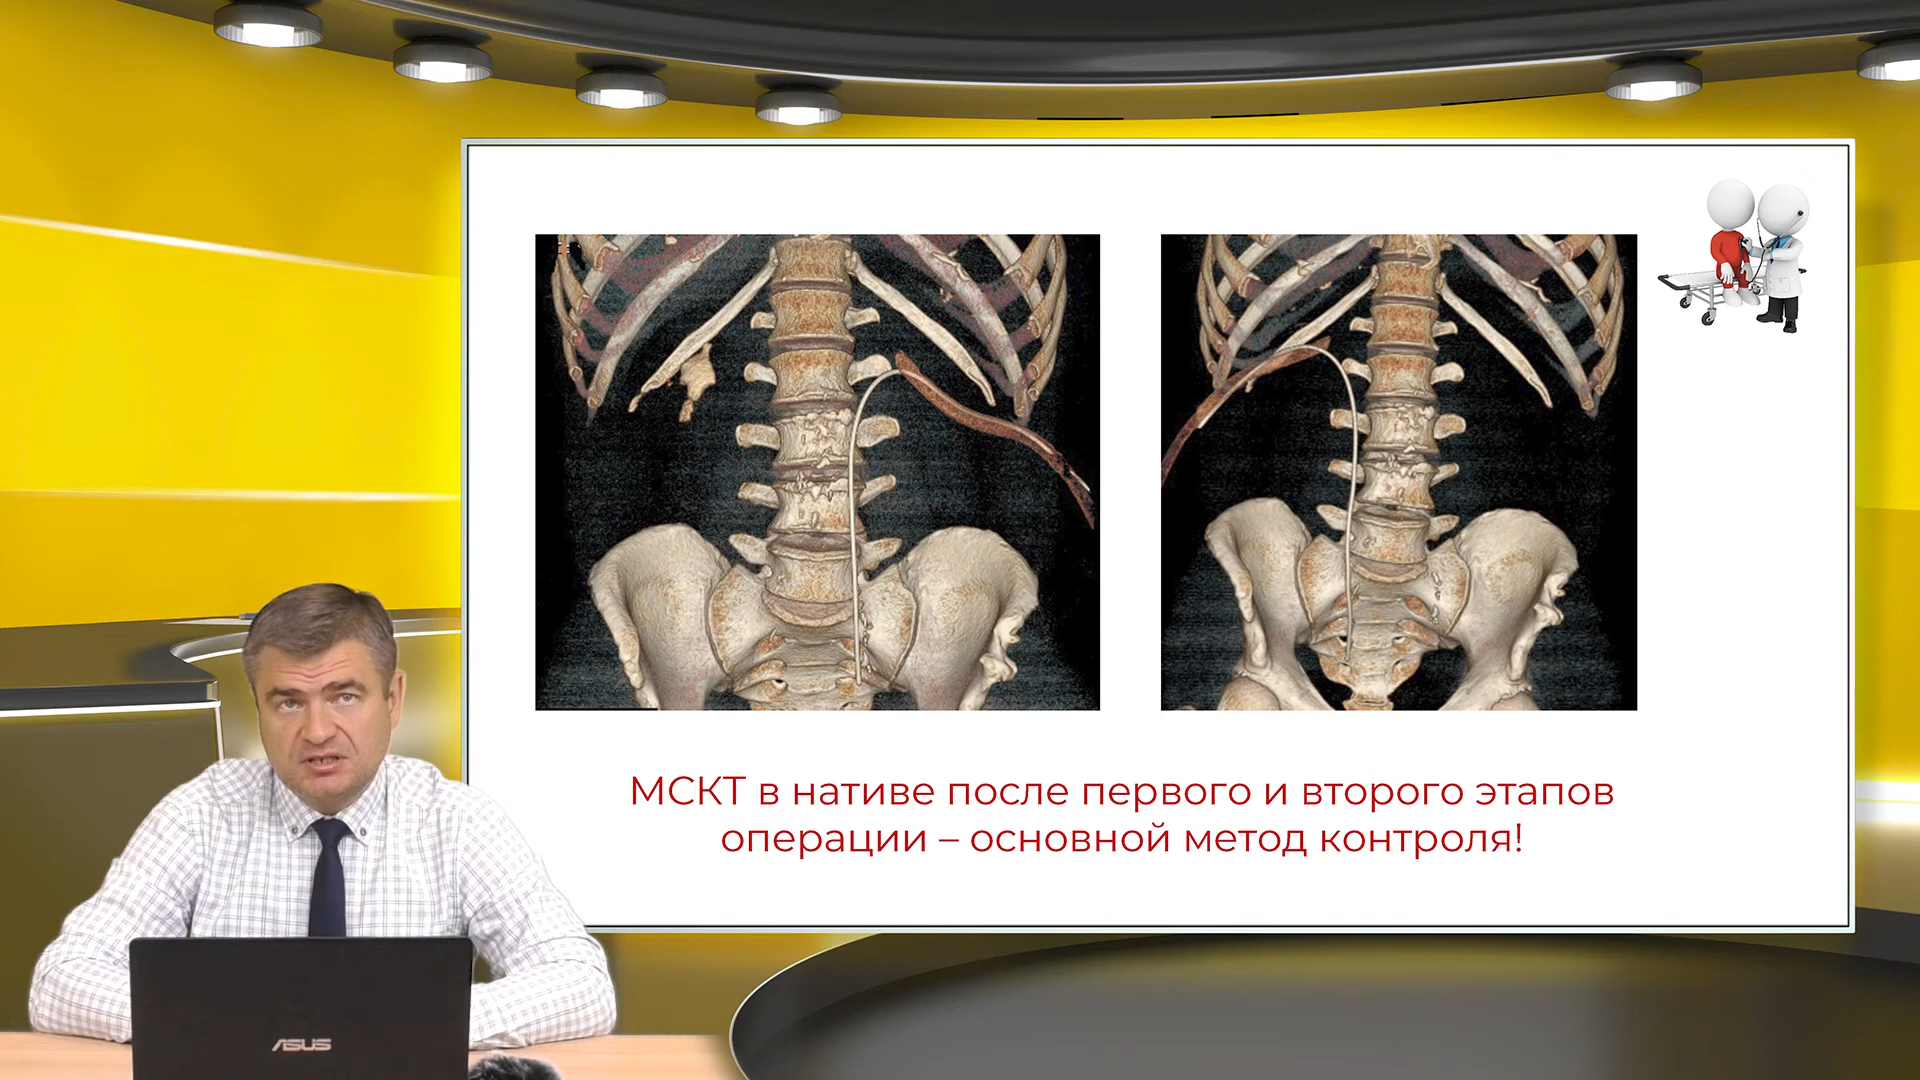 МСКТ в нативе после первого и второго этапов
операции – основной метод контроля!
ASUS